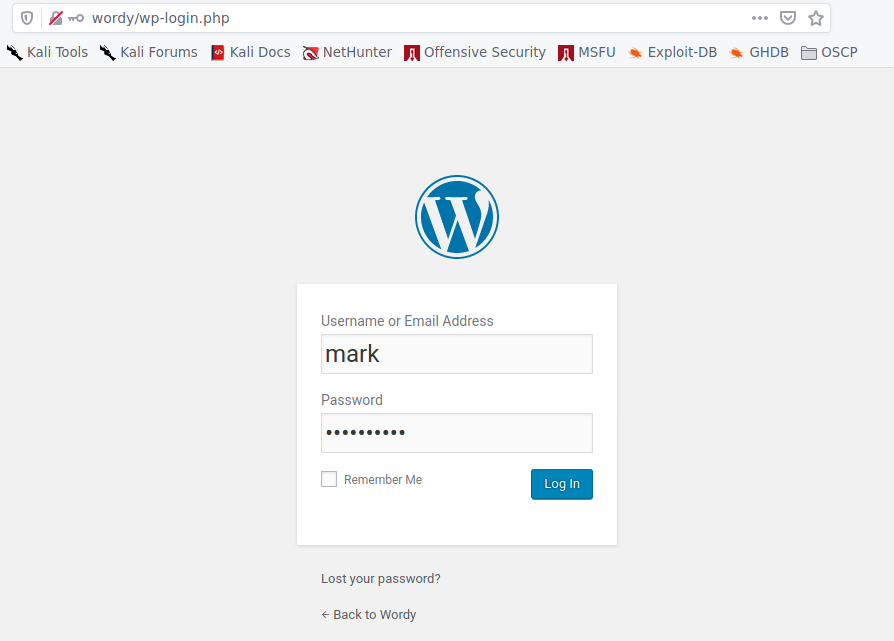 wordy/wp-login.php
Kali Tools Kali Forums Kali Docs NetHunter Offensive Security MSFU Exploit-DB GHDB OSCP
Username or Email Address
mark
Password
••••••••••
Remember Me Log In
Lost your password?
← Back to Wordy